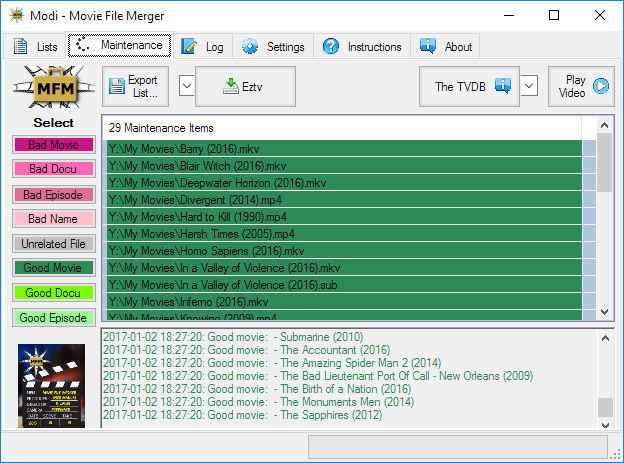 Modi - Movie File Merger
Lists
Maintenance
Log
Settings
Instructions
About
MFM
Export
List...
Eztv
The TVDB
Play
Video
Select
Bad Movie
Bad Docu
Bad Episode
Bad Name
Unrelated File
Good Movie
Good Docu
Good Episode
29 Maintenance Items
Y:\My Movies\Barry (2016).mkv
Y:\My Movies\Blair Witch (2016).mkv
Y:\My Movies\Deepwater Horizon (2016).mkv
Y:\My Movies\Divergent (2014).mp4
Y:\My Movies\Hard to Kill (1990).mp4
Y:\My Movies\Harsh Times (2005).mp4
Y:\My Movies\Homo Sapiens (2016).mkv
Y:\My Movies\In a Valley of Violence (2016).mkv
Y:\My Movies\In a Valley of Violence (2016).sub
Y:\My Movies\Inferno (2016).mkv
Y:\My Movies\Knowing (2009).mp4
2017-01-02 18:27:20: Good movie: - Submarine (2010)
2017-01-02 18:27:20: Good movie: - The Accountant (2016)
2017-01-02 18:27:20: Good movie: - The Amazing Spider Man 2 (2014)
2017-01-02 18:27:20: Good movie: - The Bad Lieutenant Port Of Call - New Orleans (2009)
2017-01-02 18:27:20: Good movie: - The Birth of a Nation (2016)
2017-01-02 18:27:20: Good movie: - The Monuments Men (2014)
2017-01-02 18:27:20: Good movie: - The Sapphires (2012)
MFM